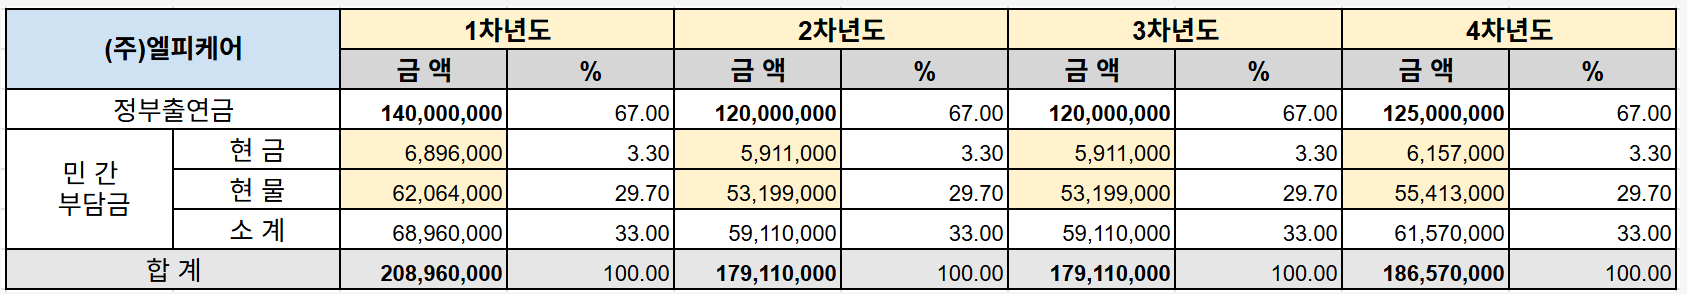 (주)엘피케어 1차년도 2차년도 3차년도 4차년도
금 액 % 금 액 % 금 액 % 금 액 %
정부출연금 140,000,000 67.00 120,000,000 67.00 120,000,000 67.00 125,000,000 67.00
민 간
부담금
현 금 6,896,000 3.30 5,911,000 3.30 5,911,000 3.30 6,157,000 3.30
현 물 62,064,000 29.70 53,199,000 29.70 53,199,000 29.70 55,413,000 29.70
소 계 68,960,000 33.00 59,110,000 33.00 59,110,000 33.00 61,570,000 33.00
합 계 208,960,000 100.00 179,110,000 100.00 179,110,000 100.00 186,570,000 100.00